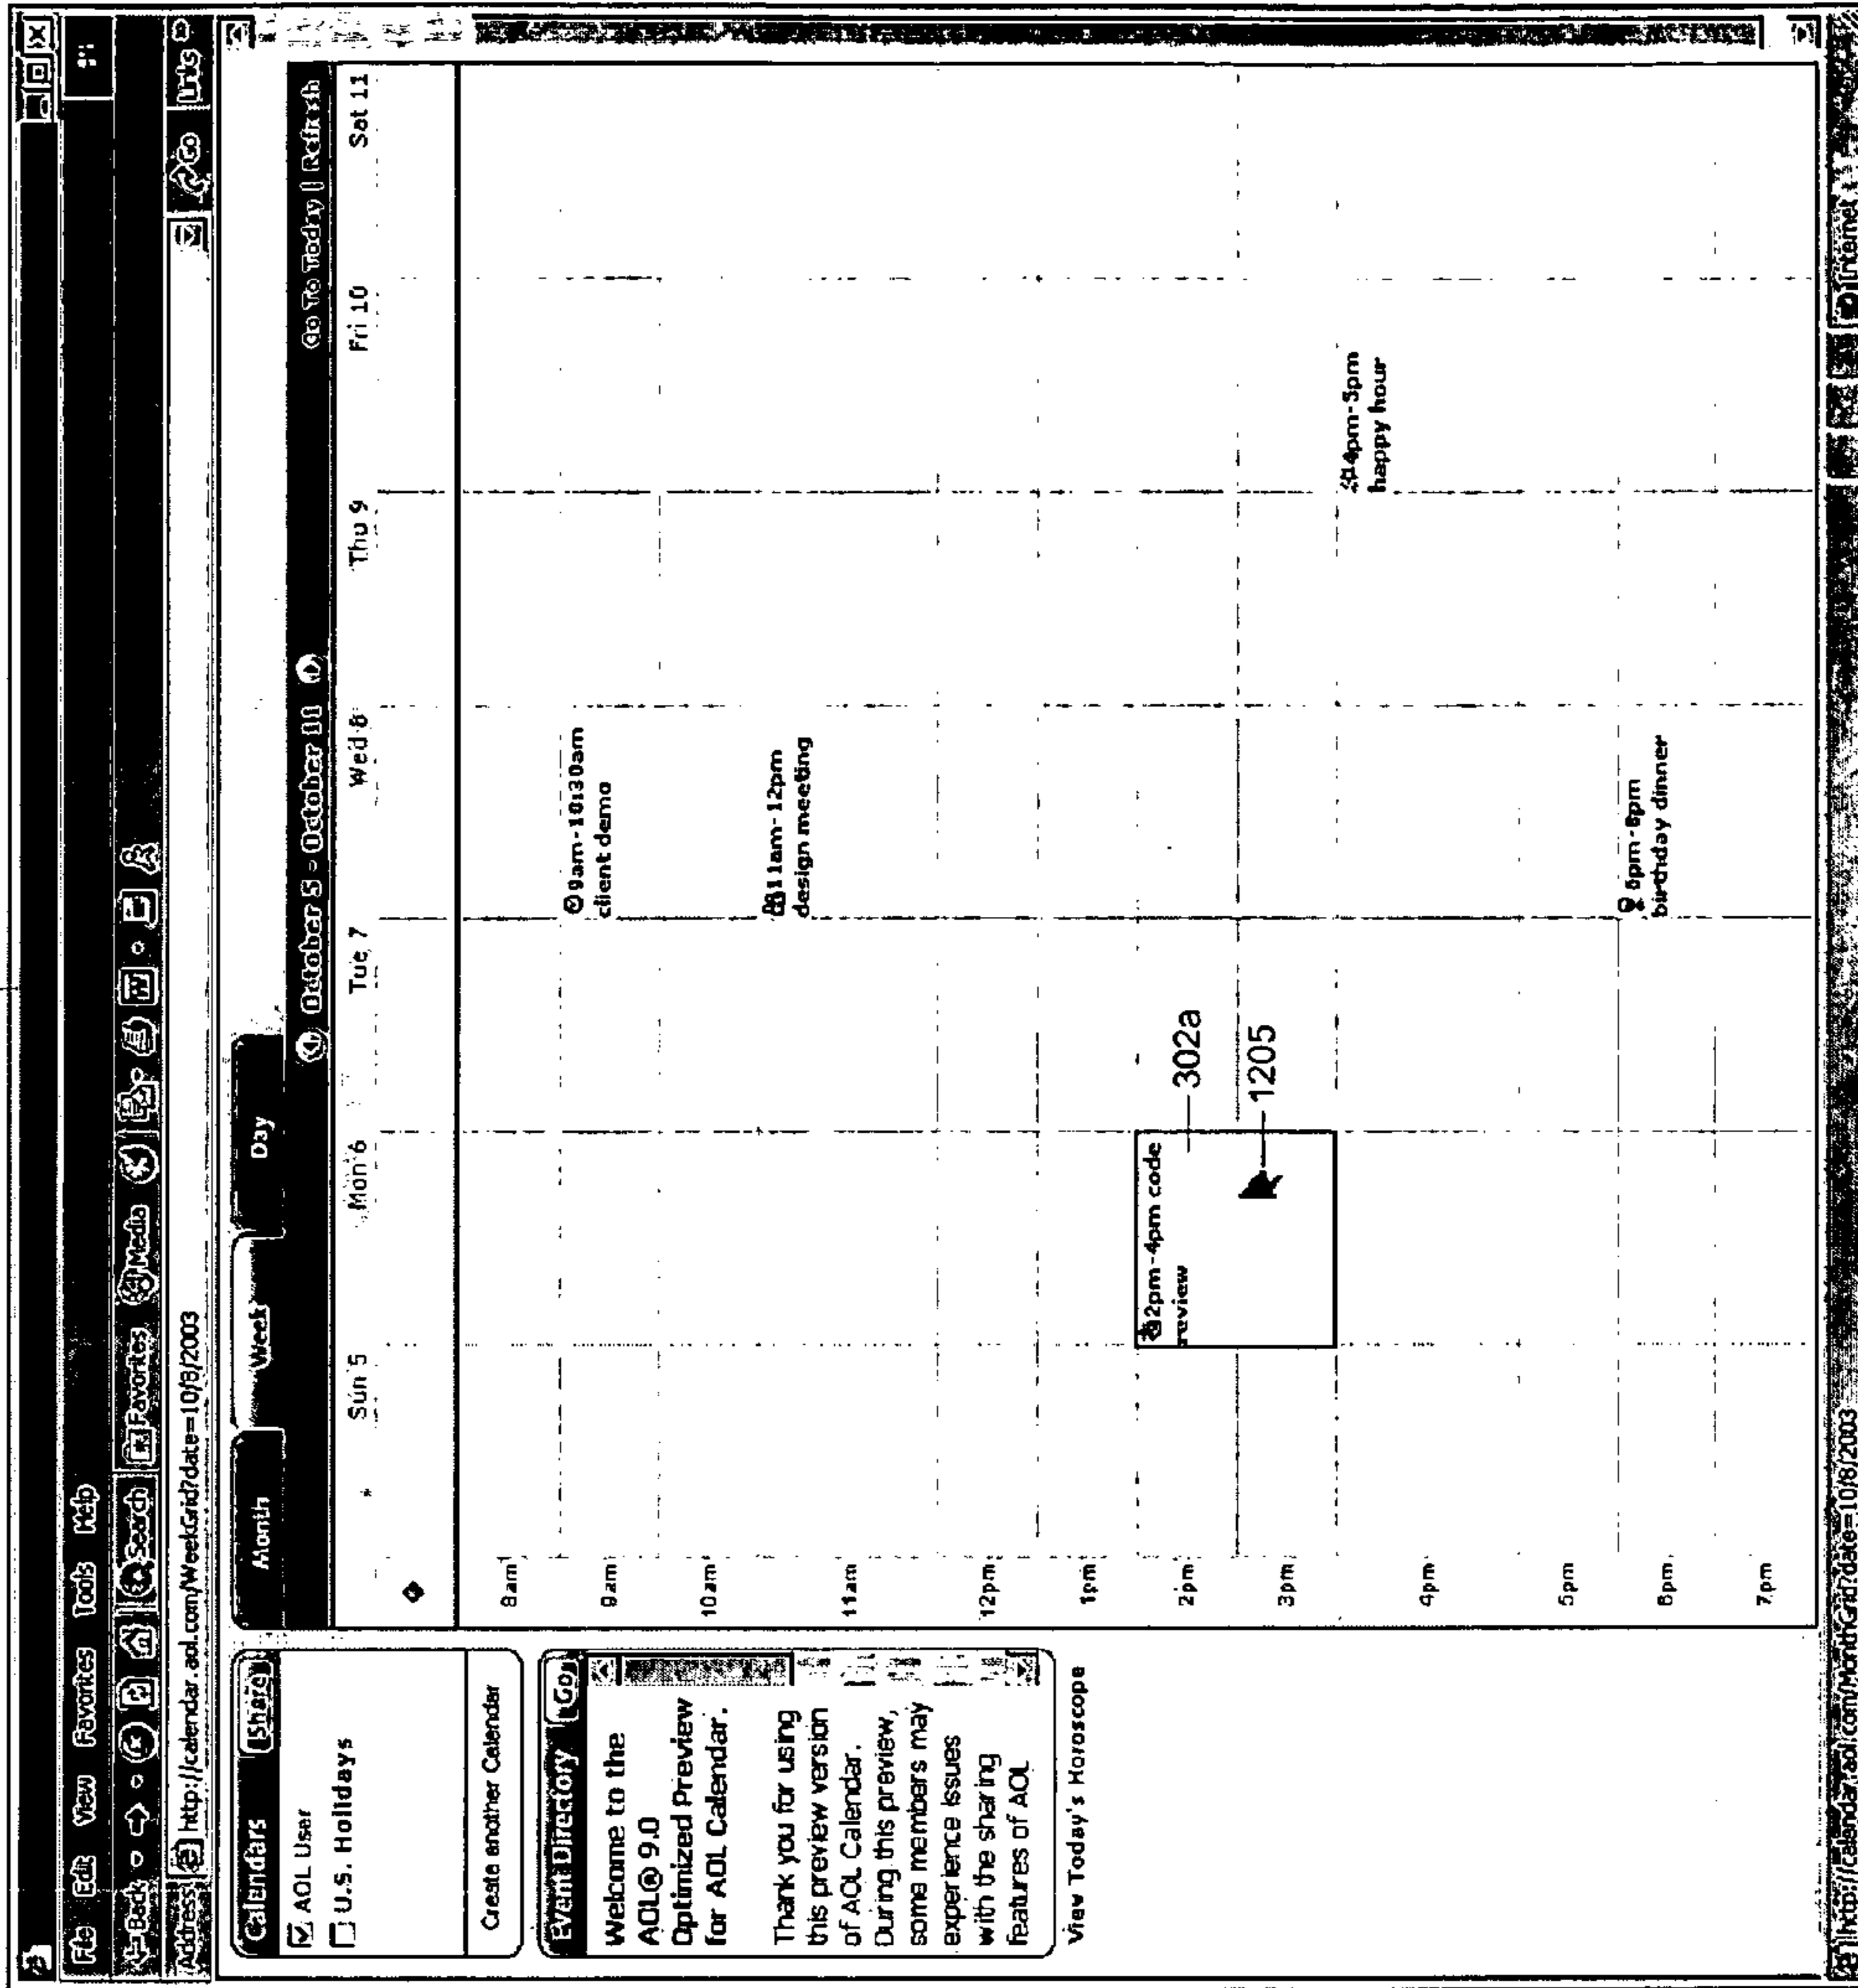 File Edit View Favorites Tools Help
Back Search Favorites Media
Address http://calendar.aol.com/WeekGrid?date=10/8/2003 Go Links
Calendars Share
AOL User
U.S. Holidays
Create another Calendar
Event Directory Go
Welcome to the
AOL® 9.0
Optimized Preview
for AOL Calendar.
Thank you for using
this preview version
of AOL Calendar.
During this preview,
some members may
experience issues
with the sharing
features of AOL
View Today's Horoscope
Month Week Day
October 5 - October 11 Go To Today | Refresh
Sun 5 Mon 6 Tue 7 Wed 8 Thu 9 Fri 10 Sat 11
8am
9am
9am-10:30am
client demo
10am
11am
11am-12pm
design meeting
12pm
1pm
2pm
2pm-4pm code
review
302a
3pm
1205
4pm
4pm-5pm
happy hour
5pm
6pm
6pm-8pm
birthday dinner
7pm
http://calendar.aol.com/MonthGrid?date=10/8/2003 Internet